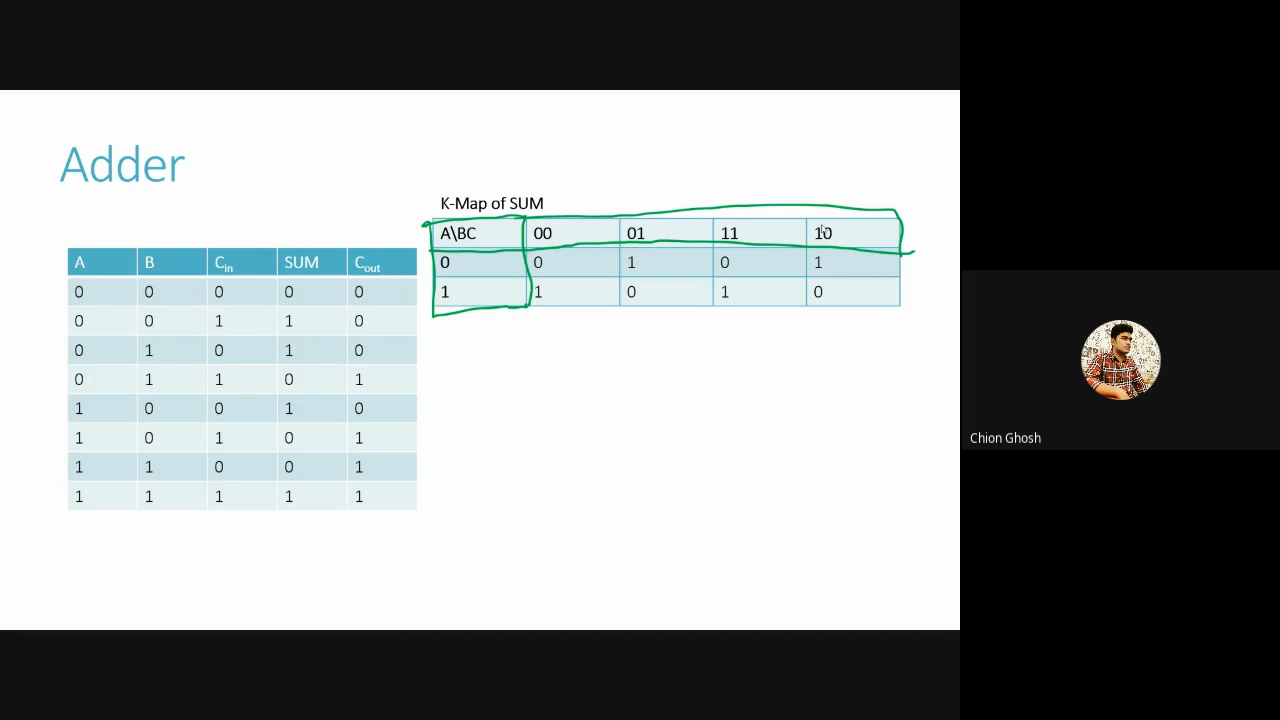 Adder
K-Map of SUM
A\BC 00 01 11 10
0 0 1 0 1
1 1 0 1 0
A B Cin SUM Cout
0 0 0 0 0
0 0 1 1 0
0 1 0 1 0
0 1 1 0 1
1 0 0 1 0
1 0 1 0 1
1 1 0 0 1
1 1 1 1 1
Chion Ghosh